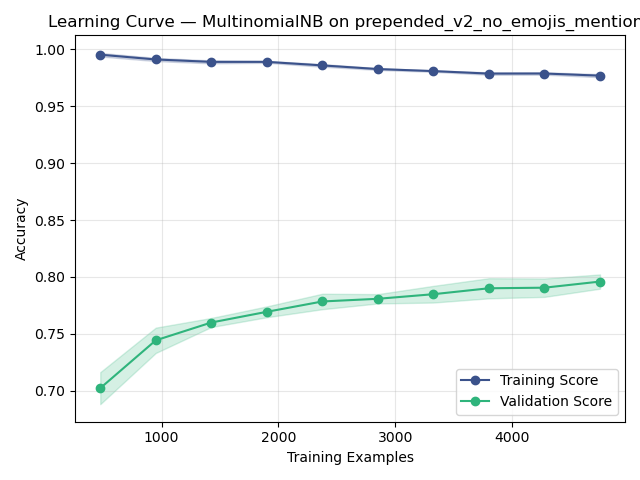 Learning Curve — MultinomialNB on prepended_v2_no_emojis_mention
1.00
0.95
0.90
0.85
0.80
0.75
0.70
Accuracy
1000
2000
3000
4000
Training Examples
Training Score
Validation Score